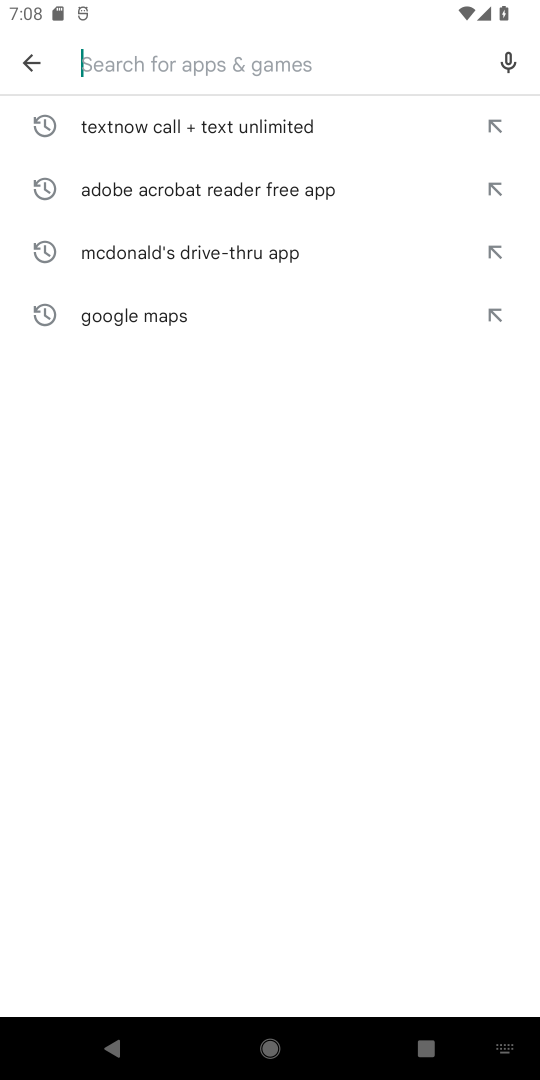 7:08
Search for apps & games
textnow call + text unlimited
adobe acrobat reader free app
mcdonald's drive-thru app
google maps